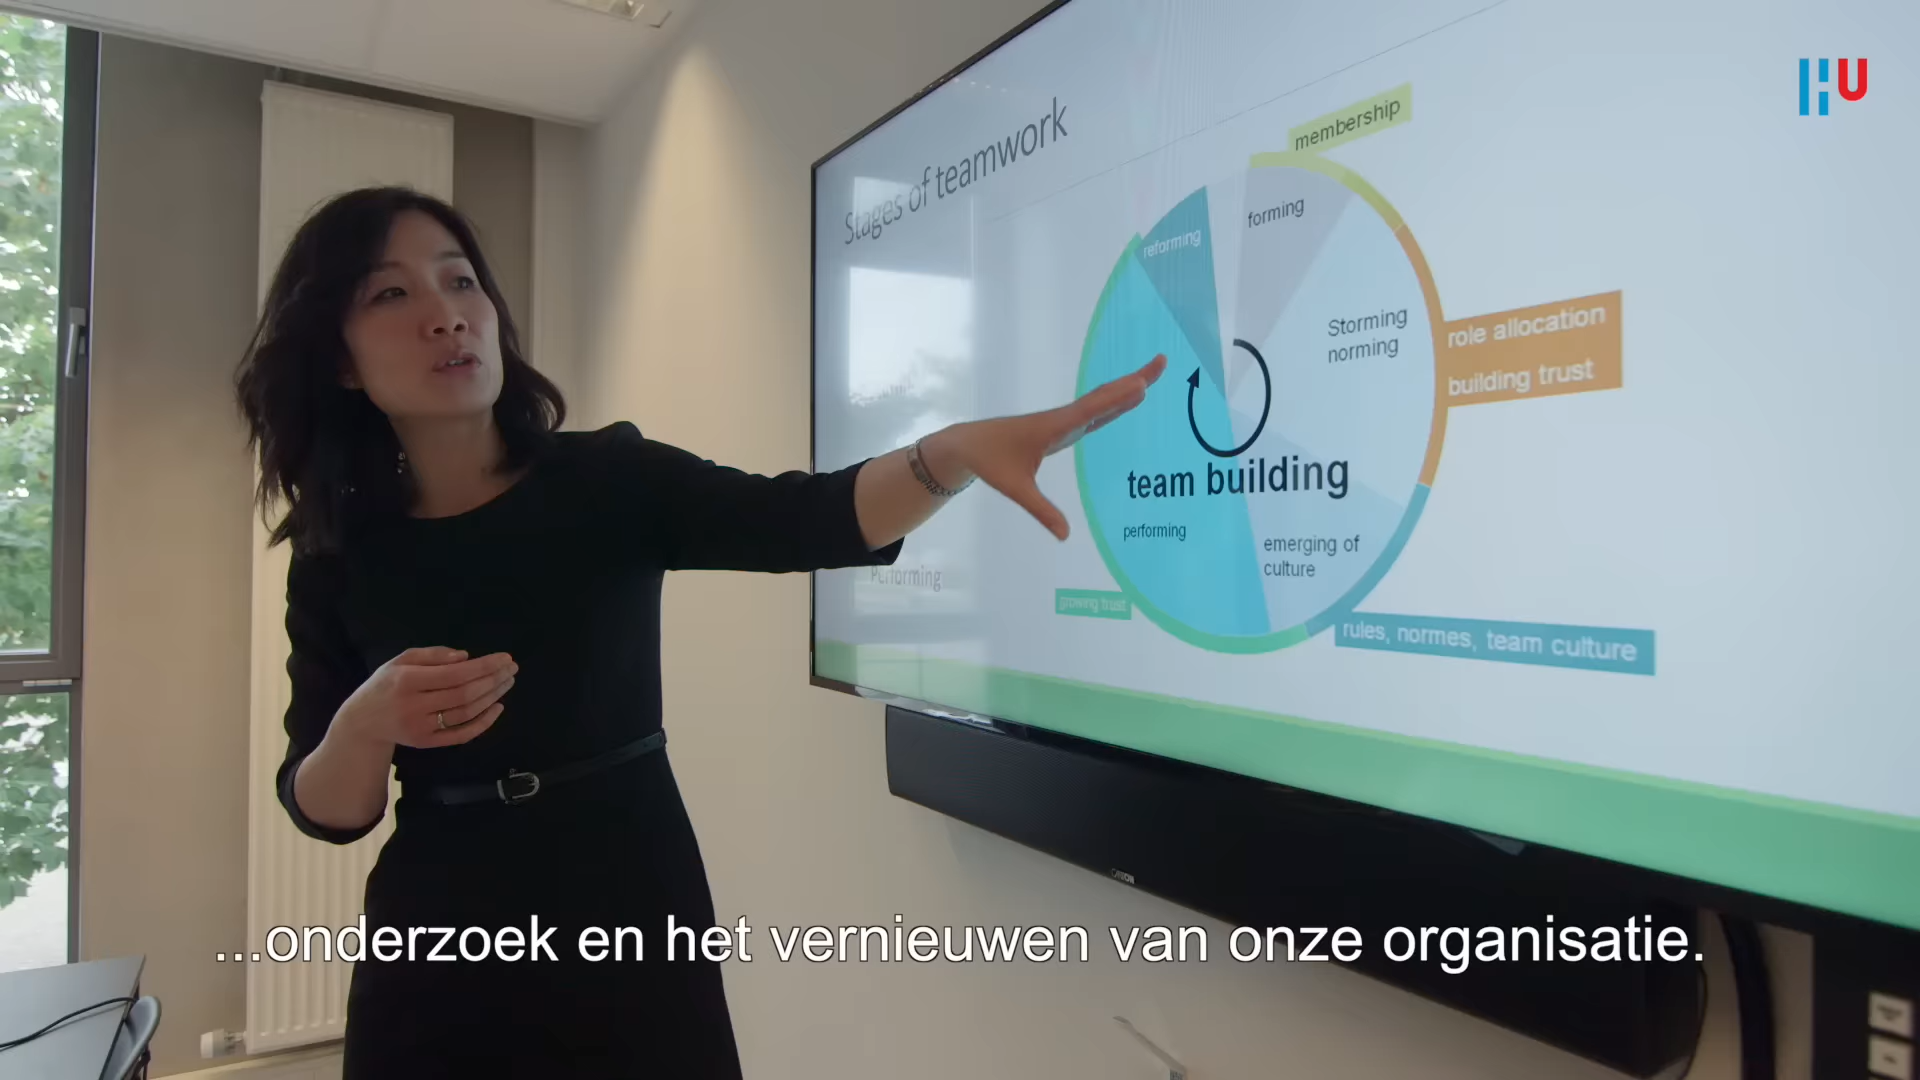 HU
Stages of teamwork
membership
reforming
forming
Storming
norming
role allocation
building trust
team building
performing
emerging of
culture
Performing
growing trust
rules, normes, team culture
...onderzoek en het vernieuwen van onze organisatie.